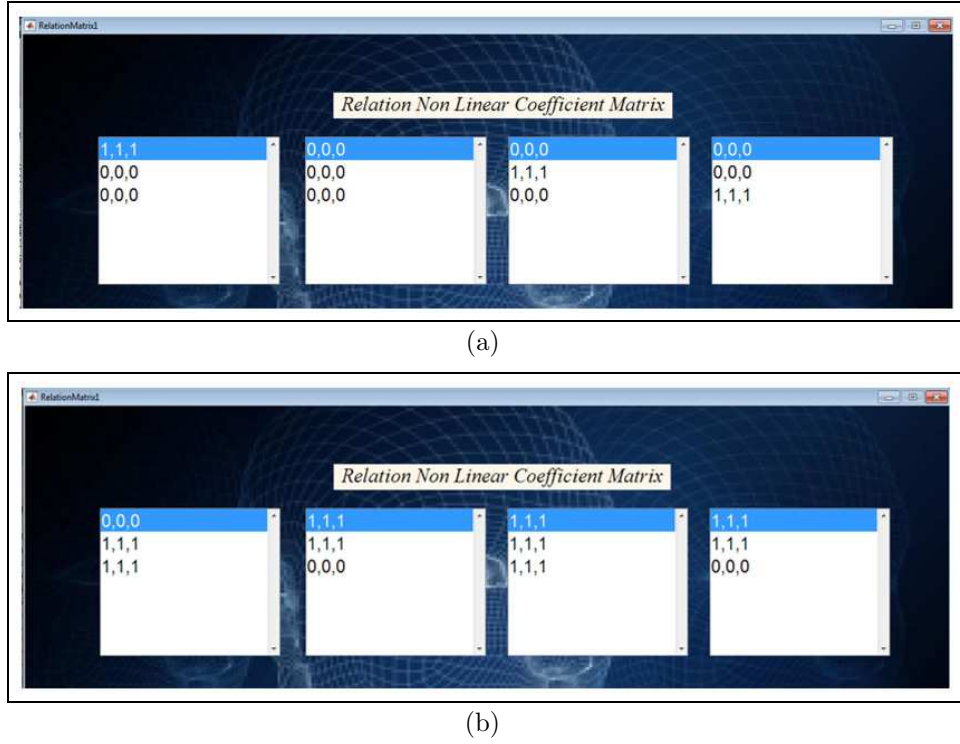 RelationMatrix1
Relation Non Linear Coefficient Matrix
1,1,1 0,0,0 0,0,0 0,0,0
0,0,0 0,0,0 1,1,1 0,0,0
0,0,0 0,0,0 0,0,0 1,1,1
(a)
RelationMatrix1
Relation Non Linear Coefficient Matrix
0,0,0 1,1,1 1,1,1 1,1,1
1,1,1 1,1,1 1,1,1 1,1,1
1,1,1 0,0,0 1,1,1 0,0,0
(b)